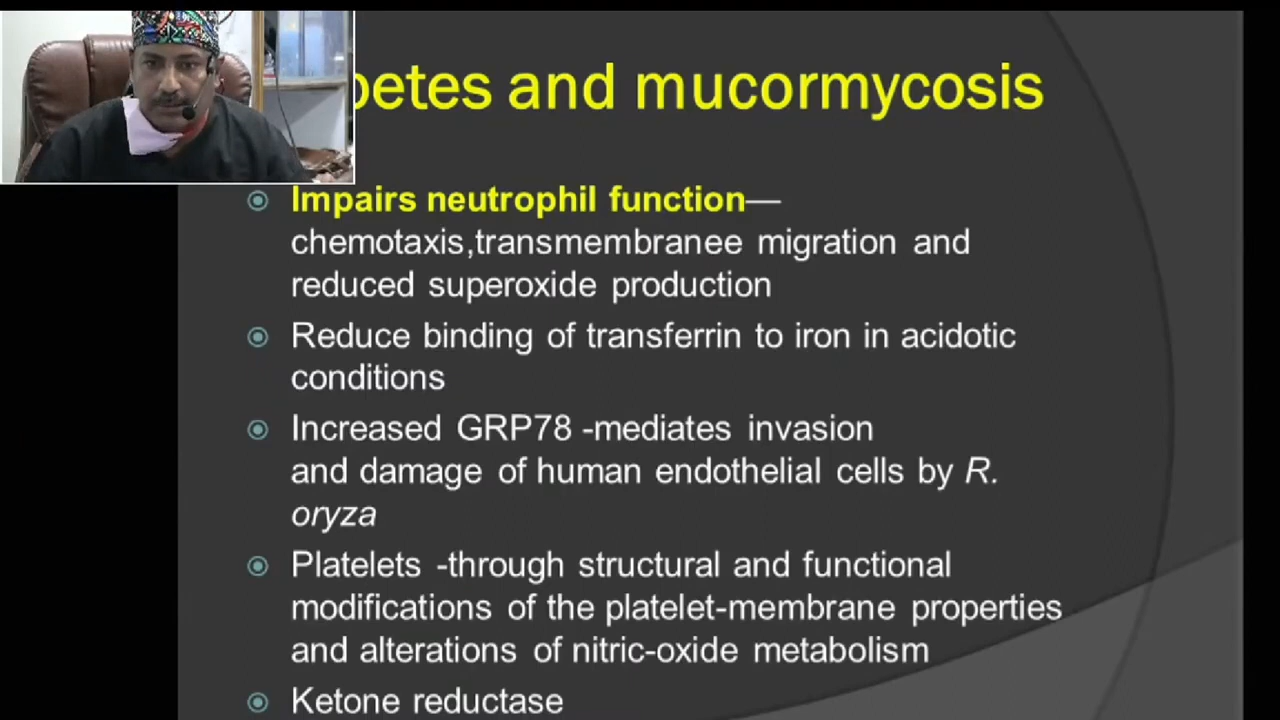 betes and mucormycosis
Impairs neutrophil function—
chemotaxis,transmembranee migration and
reduced superoxide production
Reduce binding of transferrin to iron in acidotic
conditions
Increased GRP78 -mediates invasion
and damage of human endothelial cells by R.
oryza
Platelets -through structural and functional
modifications of the platelet-membrane properties
and alterations of nitric-oxide metabolism
Ketone reductase